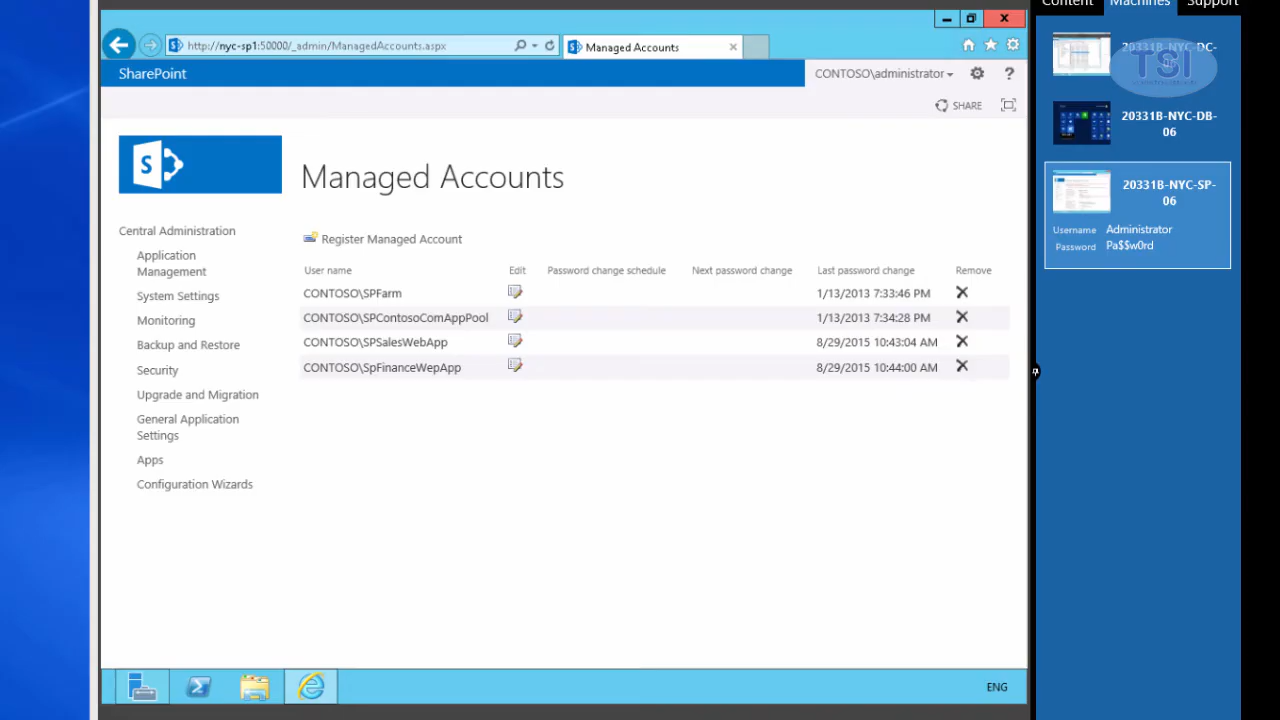 http://nyc-sp1:50000/_admin/ManagedAccounts.aspx
Managed Accounts
SharePoint
CONTOSO\administrator
?
SHARE
S
Managed Accounts
Central Administration
Application
Management
System Settings
Monitoring
Backup and Restore
Security
Upgrade and Migration
General Application
Settings
Apps
Configuration Wizards
Register Managed Account
User name Edit Password change schedule Next password change Last password change Remove
CONTOSO\SPFarm 1/13/2013 7:33:46 PM
CONTOSO\SPContosoComAppPool 1/13/2013 7:34:28 PM
CONTOSO\SPSalesWebApp 8/29/2015 10:43:04 AM
CONTOSO\SpFinanceWepApp 8/29/2015 10:44:00 AM
ENG
Content Machines Support
20331B-NYC-DC-
TSI
20331B-NYC-DB-
06
20331B-NYC-SP-
06
Username Administrator
Password Pa$$w0rd